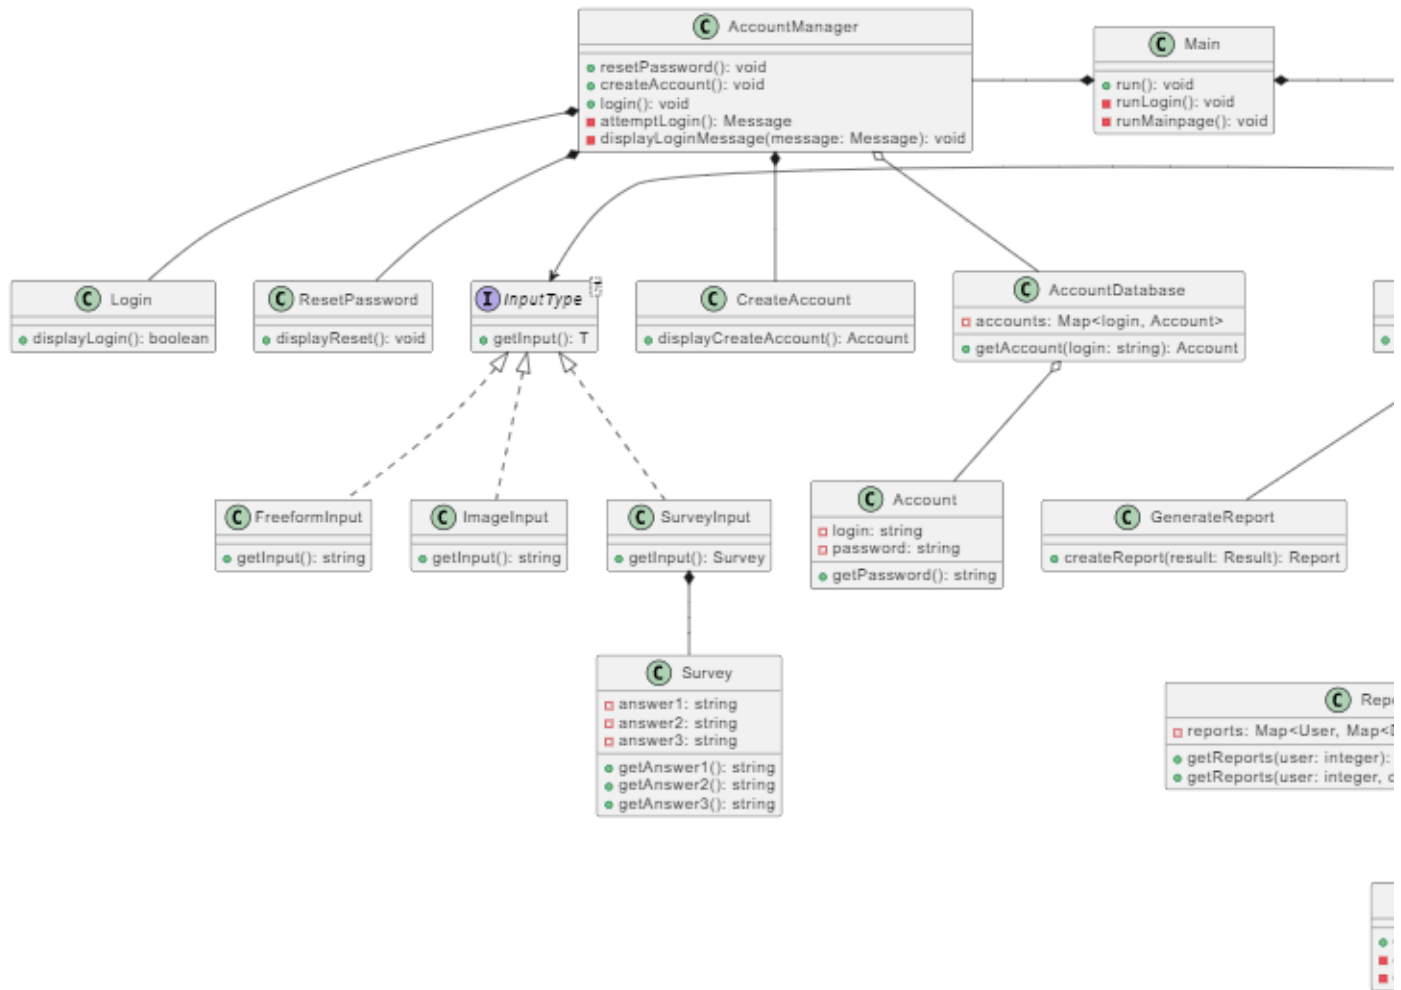 C AccountManager
resetPassword(): void
createAccount(): void
login(): void
attemptLogin(): Message
displayLoginMessage(message: Message): void
C Main
run(): void
runLogin(): void
runMainpage(): void
C Login
displayLogin(): boolean
C ResetPassword
displayReset(): void
I InputType
getInput(): T
C CreateAccount
displayCreateAccount(): Account
C AccountDatabase
accounts: Map<login, Account>
getAccount(login: string): Account
C FreeformInput
getInput(): string
C ImageInput
getInput(): string
C SurveyInput
getInput(): Survey
C Account
login: string
password: string
getPassword(): string
C GenerateReport
createReport(result: Result): Report
C Survey
answer1: string
answer2: string
answer3: string
getAnswer1(): string
getAnswer2(): string
getAnswer3(): string
C
reports: Map<User,
getReports(user: integer):
getReports(user: integer,